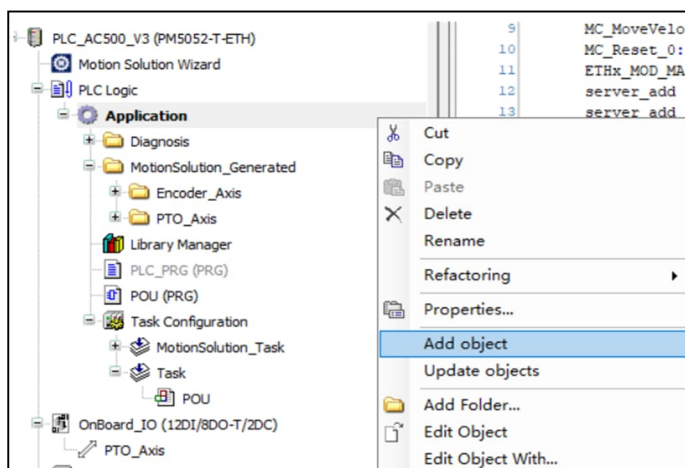 PLC_AC500_V3 (PM5052-T-ETH)
Motion Solution Wizard
PLC Logic
Application
Diagnosis
MotionSolution_Generated
Encoder_Axis
PTO_Axis
Library Manager
PLC_PRG (PRG)
POU (PRG)
Task Configuration
MotionSolution_Task
Task
POU
OnBoard_IO (12DI/8DO-T/2DC)
PTO_Axis
9 MC_MoveVelo
10 MC_Reset_0:
11 ETHx_MOD_MA
12 server_add
13 server_add
Cut
Copy
Paste
Delete
Rename
Refactoring
Properties...
Add object
Update objects
Add Folder...
Edit Object
Edit Object With...